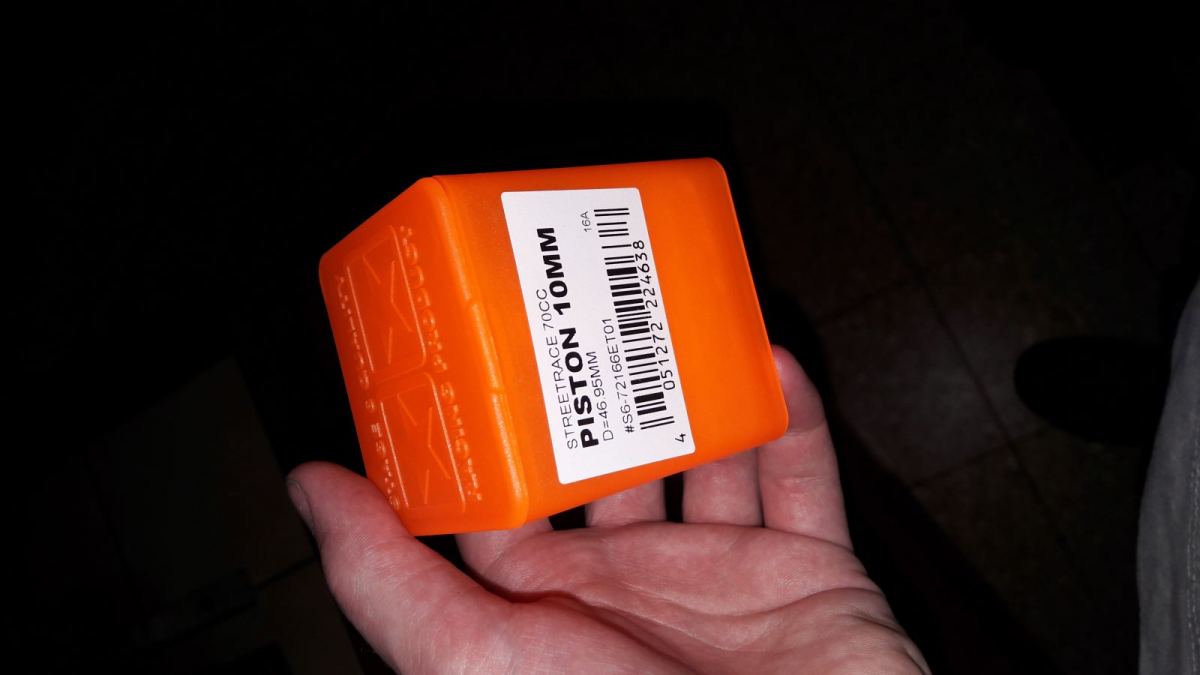 STREETRACE 70CC
PISTON 10MM
D=46.95MM
16A
#S6-72166ET01
4 051272 224638